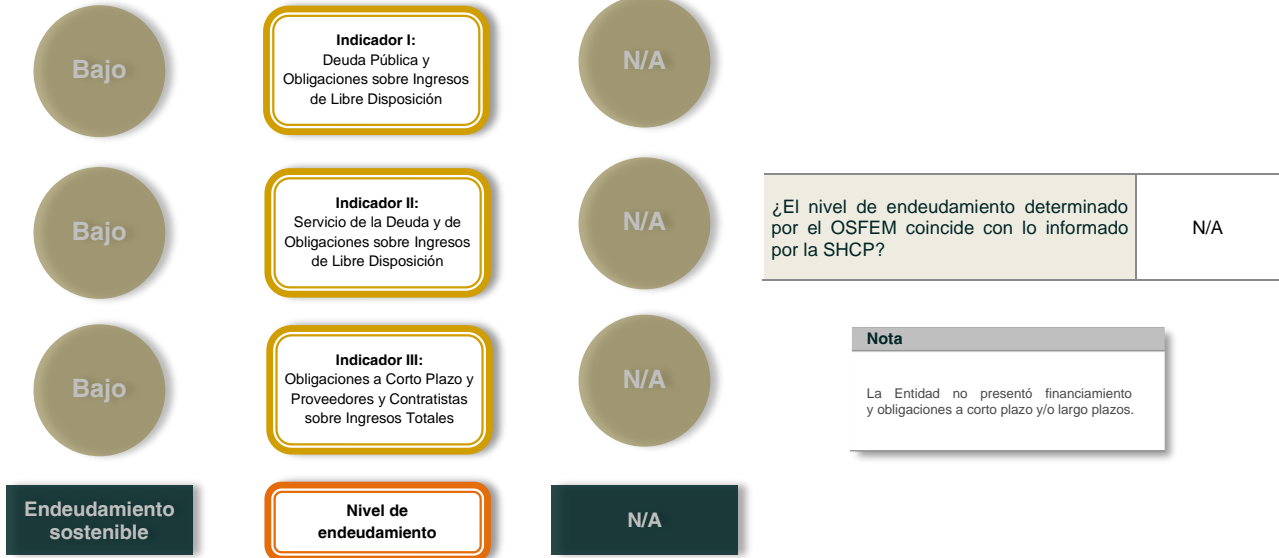 Bajo
Indicador I:
Deuda Pública y
Obligaciones sobre Ingresos
de Libre Disposición
N/A
Bajo
Indicador II:
Servicio de la Deuda y de
Obligaciones sobre Ingresos
de Libre Disposición
N/A
¿El nivel de endeudamiento determinado
por el OSFEM coincide con lo informado
por la SHCP?
N/A
Bajo
Indicador III:
Obligaciones a Corto Plazo y
Proveedores y Contratistas
sobre Ingresos Totales
N/A
Nota
La Entidad no presentó financiamiento
y obligaciones a corto plazo y/o largo plazos.
Endeudamiento
sostenible
Nivel de
endeudamiento
N/A